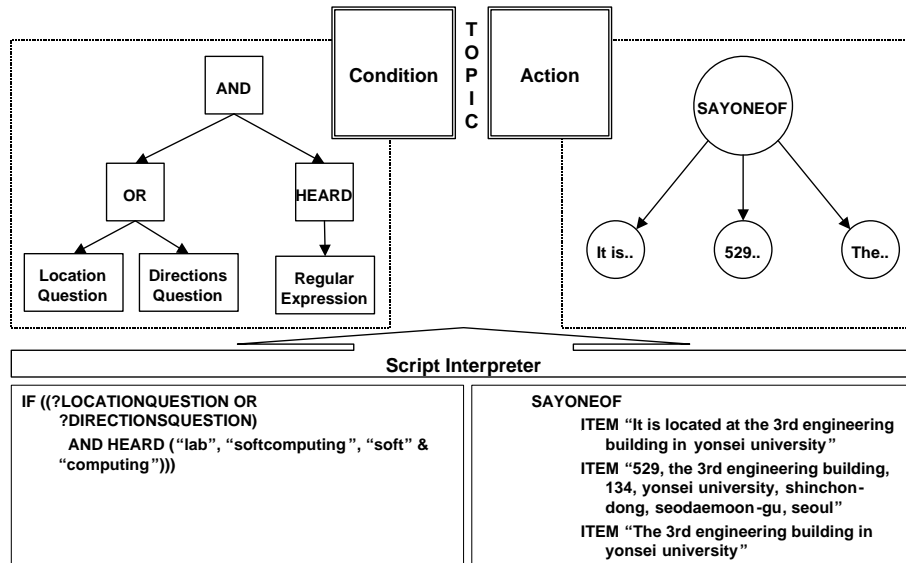 TOPIC
Condition
Action
AND
OR
HEARD
Location
Question
Directions
Question
Regular
Expression
SAYONEOF
It is..
529..
The..
Script Interpreter
IF ((?LOCATIONQUESTION OR
?DIRECTIONSQUESTION)
AND HEARD (“lab”, “softcomputing”, “soft” &
“computing”)))
SAYONEOF
ITEM “It is located at the 3rd engineering
building in yonsei university”
ITEM “529, the 3rd engineering building,
134, yonsei university, shinchon-
dong, seodaemoon-gu, seoul”
ITEM “The 3rd engineering building in
yonsei university”